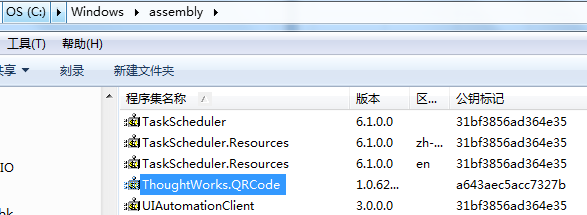 OS (C:) Windows assembly
工具(T) 帮助(H)
共享 刻录 新建文件夹
程序集名称 版本 区... 公钥标记
TaskScheduler 6.1.0.0 31bf3856ad364e35
TaskScheduler.Resources 6.1.0.0 zh-... 31bf3856ad364e35
TaskScheduler.Resources 6.1.0.0 en 31bf3856ad364e35
IO
ThoughtWorks.QRCode 1.0.62... a643aec5acc7327b
UIAutomationClient 3.0.0.0 31bf3856ad364e35